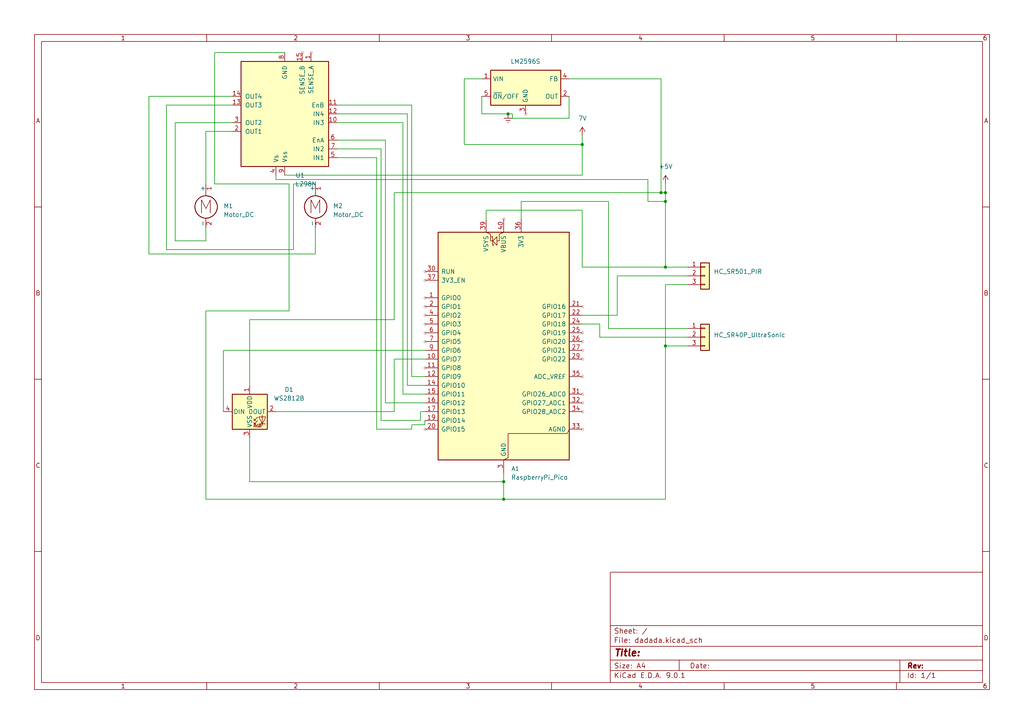 1 2 3 4 5 6
A
B
C
D
8
15
1
GND
SENSE_B
SENSE_A
14 OUT4
13 OUT3
3 OUT2
2 OUT1
EnB 11
IN4 12
IN3 10
EnA 6
IN2 7
IN1 5
Vs
Vss
4
9
U1
L298N
LM2596S
1 VIN
FB 4
5 ON/OFF
GND
OUT 2
3
7V
+5V
+
1
M
M1
Motor_DC
-
2
+
1
M
M2
Motor_DC
-
2
39
40
36
VSYS
VBUS
3V3
30 RUN
37 3V3_EN
1 GPIO0
2 GPIO1
4 GPIO2
5 GPIO3
6 GPIO4
7 GPIO5
9 GPIO6
10 GPIO7
11 GPIO8
12 GPIO9
14 GPIO10
15 GPIO11
16 GPIO12
17 GPIO13
19 GPIO14
20 GPIO15
GPIO16 21
GPIO17 22
GPIO18 24
GPIO19 25
GPIO20 26
GPIO21 27
GPIO22 29
ADC_VREF 35
GPIO26_ADC0 31
GPIO27_ADC1 32
GPIO28_ADC2 34
AGND 33
GND
3
A1
RaspberryPi_Pico
1
2
3
HC_SR501_PIR
1
2
3
HC_SR40P_UltraSonic
D1
WS2812B
1
VDD
4 DIN
DOUT 2
VSS
3
Sheet: /
File: dadada.kicad_sch
Title:
Size: A4 Date: Rev:
KiCad E.D.A. 9.0.1 Id: 1/1
A
B
C
D
1 2 3 4 5 6